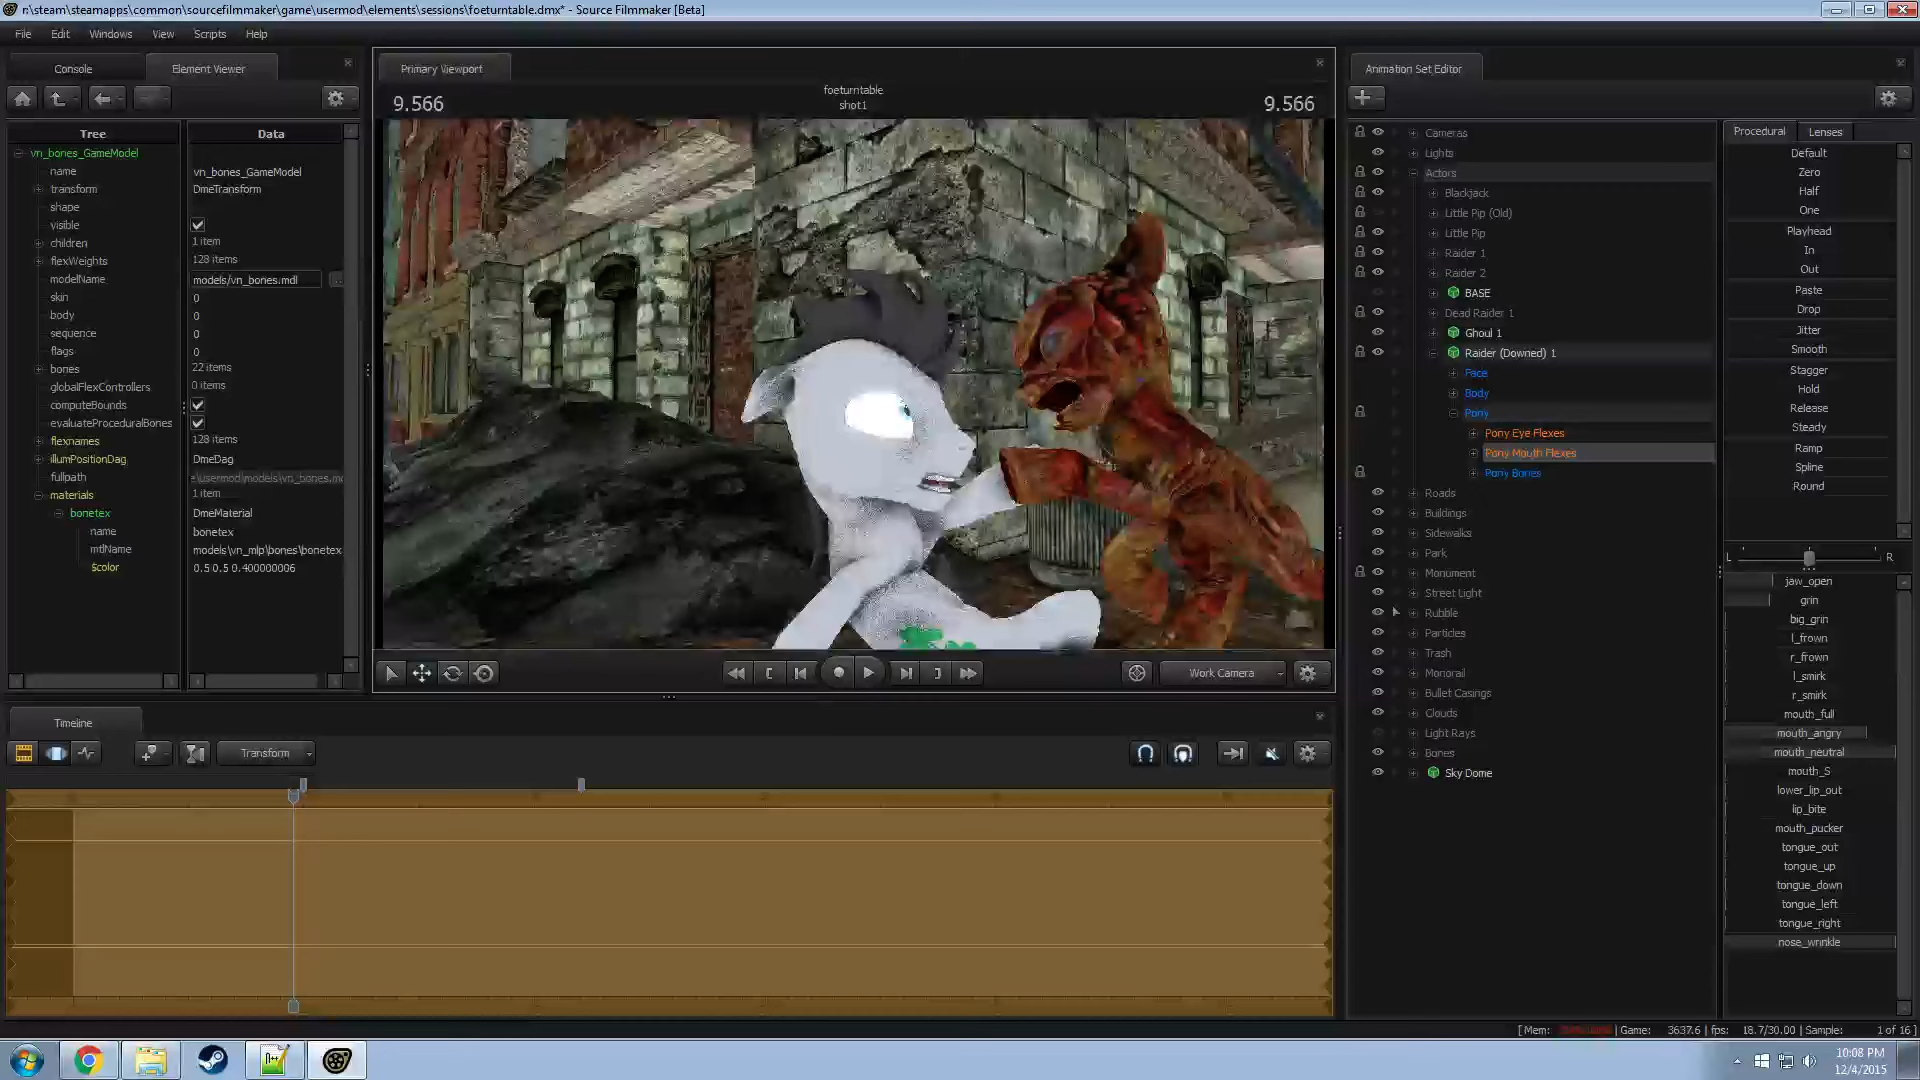 n:\steam\steamapps\common\sourcefilmmaker\game\usermod\elements\sessions\foeturntable.dmx* - Source Filmmaker [Beta]
File Edit Windows View Scripts Help
Console Element Viewer
Tree Data
vn_bones_GameModel
name vn_bones_GameModel
transform DmeTransform
shape
visible
children 1 item
flexWeights 128 items
modelName models/vn_bones.mdl ...
skin 0
body 0
sequence 0
flags 0
bones 22 items
globalFlexControllers 0 items
computeBounds
evaluateProceduralBones
flexnames 128 items
illumPositionDag DmeDag
fullpath e\usermod\models\vn_bones.mc
materials 1 item
bonetex DmeMaterial
name bonetex
mtlName models\vn_mlp\bones\bonetex
$color 0.5 0.5 0.400000006
Primary Viewport
9.566
foeturntable
shot1
9.566
Work Camera
Animation Set Editor
Cameras
Lights
Actors
Blackjack
Little Pip (Old)
Little Pip
Raider 1
Raider 2
BASE
Dead Raider 1
Ghoul 1
Raider (Downed) 1
Face
Body
Pony
Pony Eye Flexes
Pony Mouth Flexes
Pony Bones
Roads
Buildings
Sidewalks
Park
Monument
Street Light
Rubble
Particles
Trash
Monorail
Bullet Casings
Clouds
Light Rays
Bones
Sky Dome
Procedural Lenses
Default
Zero
Half
One
Playhead
In
Out
Paste
Drop
Jitter
Smooth
Stagger
Hold
Release
Steady
Ramp
Spline
Round
L R
jaw_open
grin
big_grin
l_frown
r_frown
l_smirk
r_smirk
mouth_full
mouth_angry
mouth_neutral
mouth_S
lower_lip_out
lip_bite
mouth_pucker
tongue_out
tongue_up
tongue_down
tongue_left
tongue_right
nose_wrinkle
Timeline
Transform
[ Mem: | Game: 3637.6 | fps: 18.7/30.00 | Sample: 1 of 16 ]
10:08 PM
12/4/2015